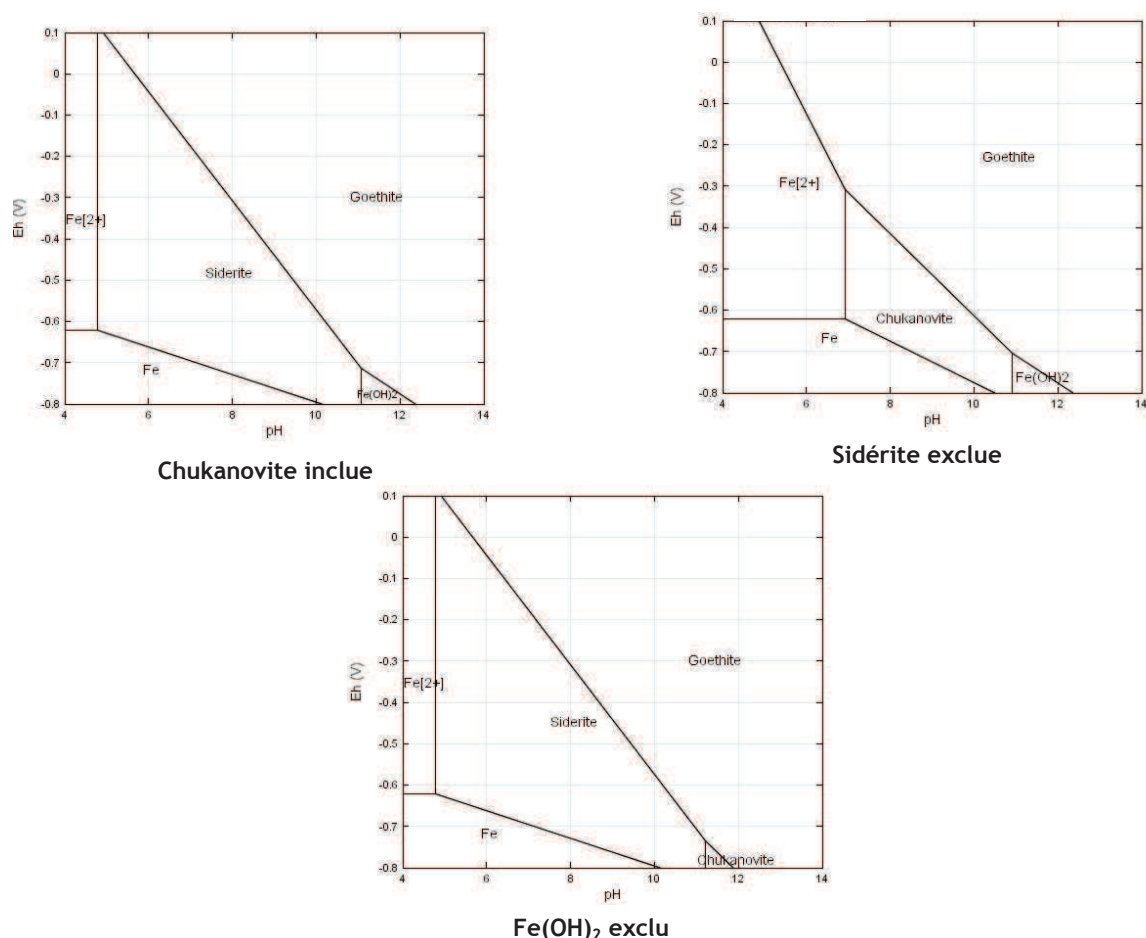 0.1
0
-0.1
-0.2
-0.3
-0.4
-0.5
-0.6
-0.7
-0.8
Eh (V)
Fe[2+]
Siderite
Goethite
Fe
Fe(OH)2
4 6 8 10 12 14
pH
Chukanovite inclue
0.1
0
-0.1
-0.2
-0.3
-0.4
-0.5
-0.6
-0.7
-0.8
Eh (V)
Goethite
Fe[2+]
Chukanovite
Fe
Fe(OH)2
4 6 8 10 12 14
pH
Sidérite exclue
0.1
0
-0.1
-0.2
-0.3
-0.4
-0.5
-0.6
-0.7
-0.8
Eh (V)
Goethite
Fe[2+]
Siderite
Fe
Chukanovite
4 6 8 10 12 14
pH
Fe(OH)₂ exclu